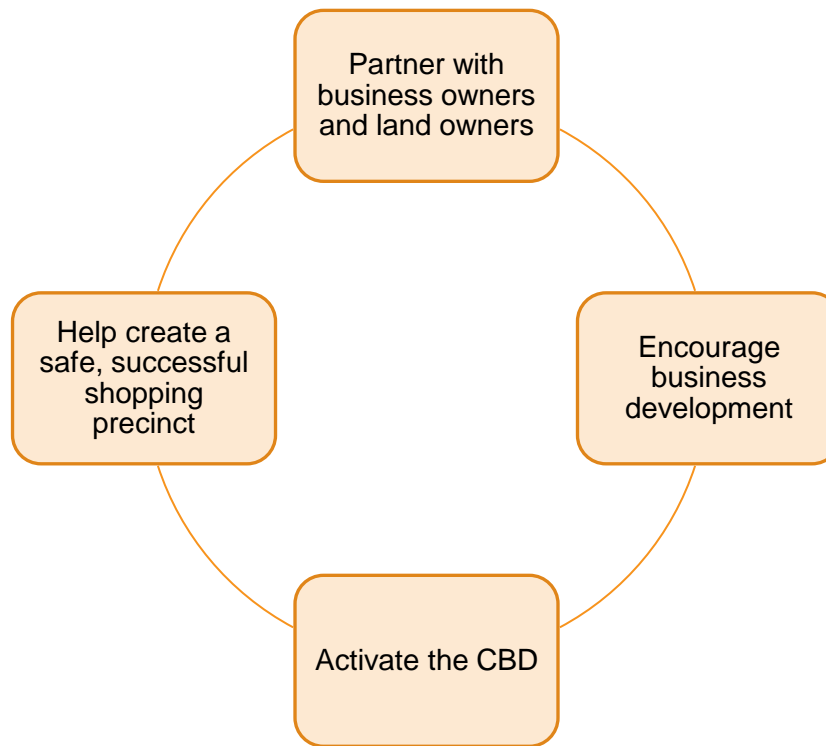 Partner with
business owners
and land owners
Encourage
business
development
Activate the CBD
Help create a
safe, successful
shopping
precinct